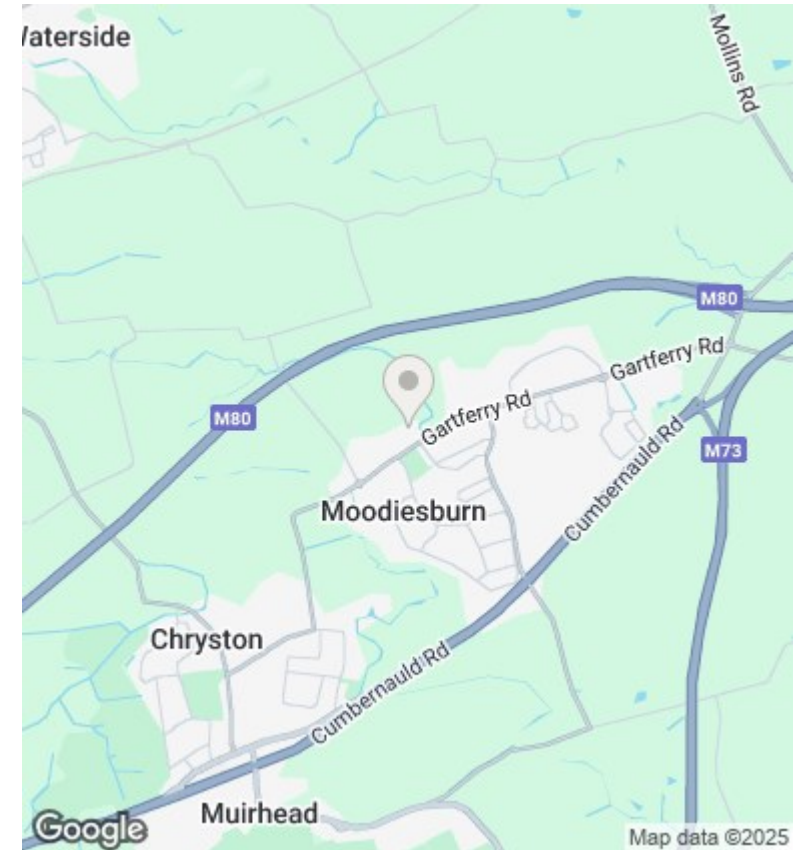 Waterside
Mollins Rd
M80
Gartferry Rd
M80
Gartferry Rd
M73
Cumbernauld Rd
Moodiesburn
Chryston
Cumbernauld Rd
Muirhead
Google
Map data ©2025